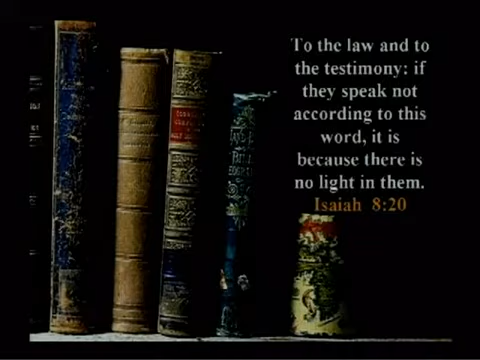 To the law and to
the testimony: if
they speak not
according to this
word, it is
because there is
no light in them.
Isaiah 8:20